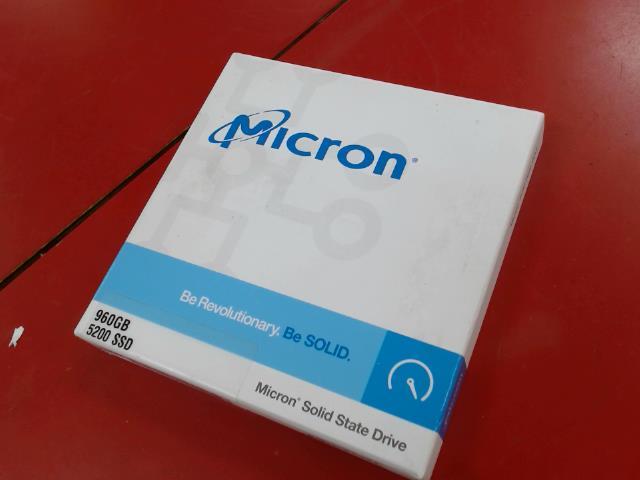 Micron®
Be Revolutionary. Be SOLID.
960GB
5200 SSD
Micron® Solid State Drive